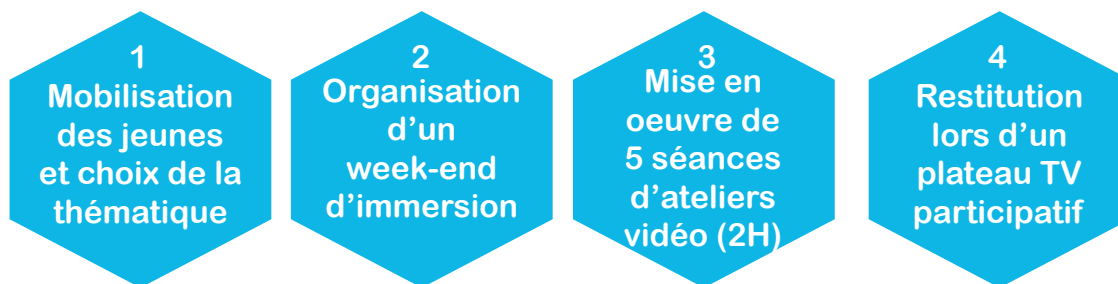 1
Mobilisation
des jeunes
et choix de la
thématique
2
Organisation
d’un
week-end
d’immersion
3
Mise en
oeuvre de
5 séances
d’ateliers
vidéo (2H)
4
Restitution
lors d’un
plateau TV
participatif